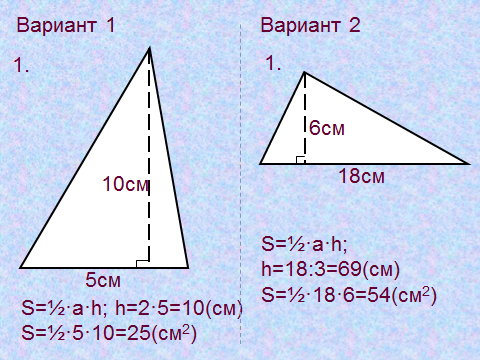 Вариант 1
1.
10см
5см
S=½·a·h; h=2·5=10(см)
S=½·5·10=25(см²)
Вариант 2
1.
6см
18см
S=½·a·h;
h=18:3=69(см)
S=½·18·6=54(см²)